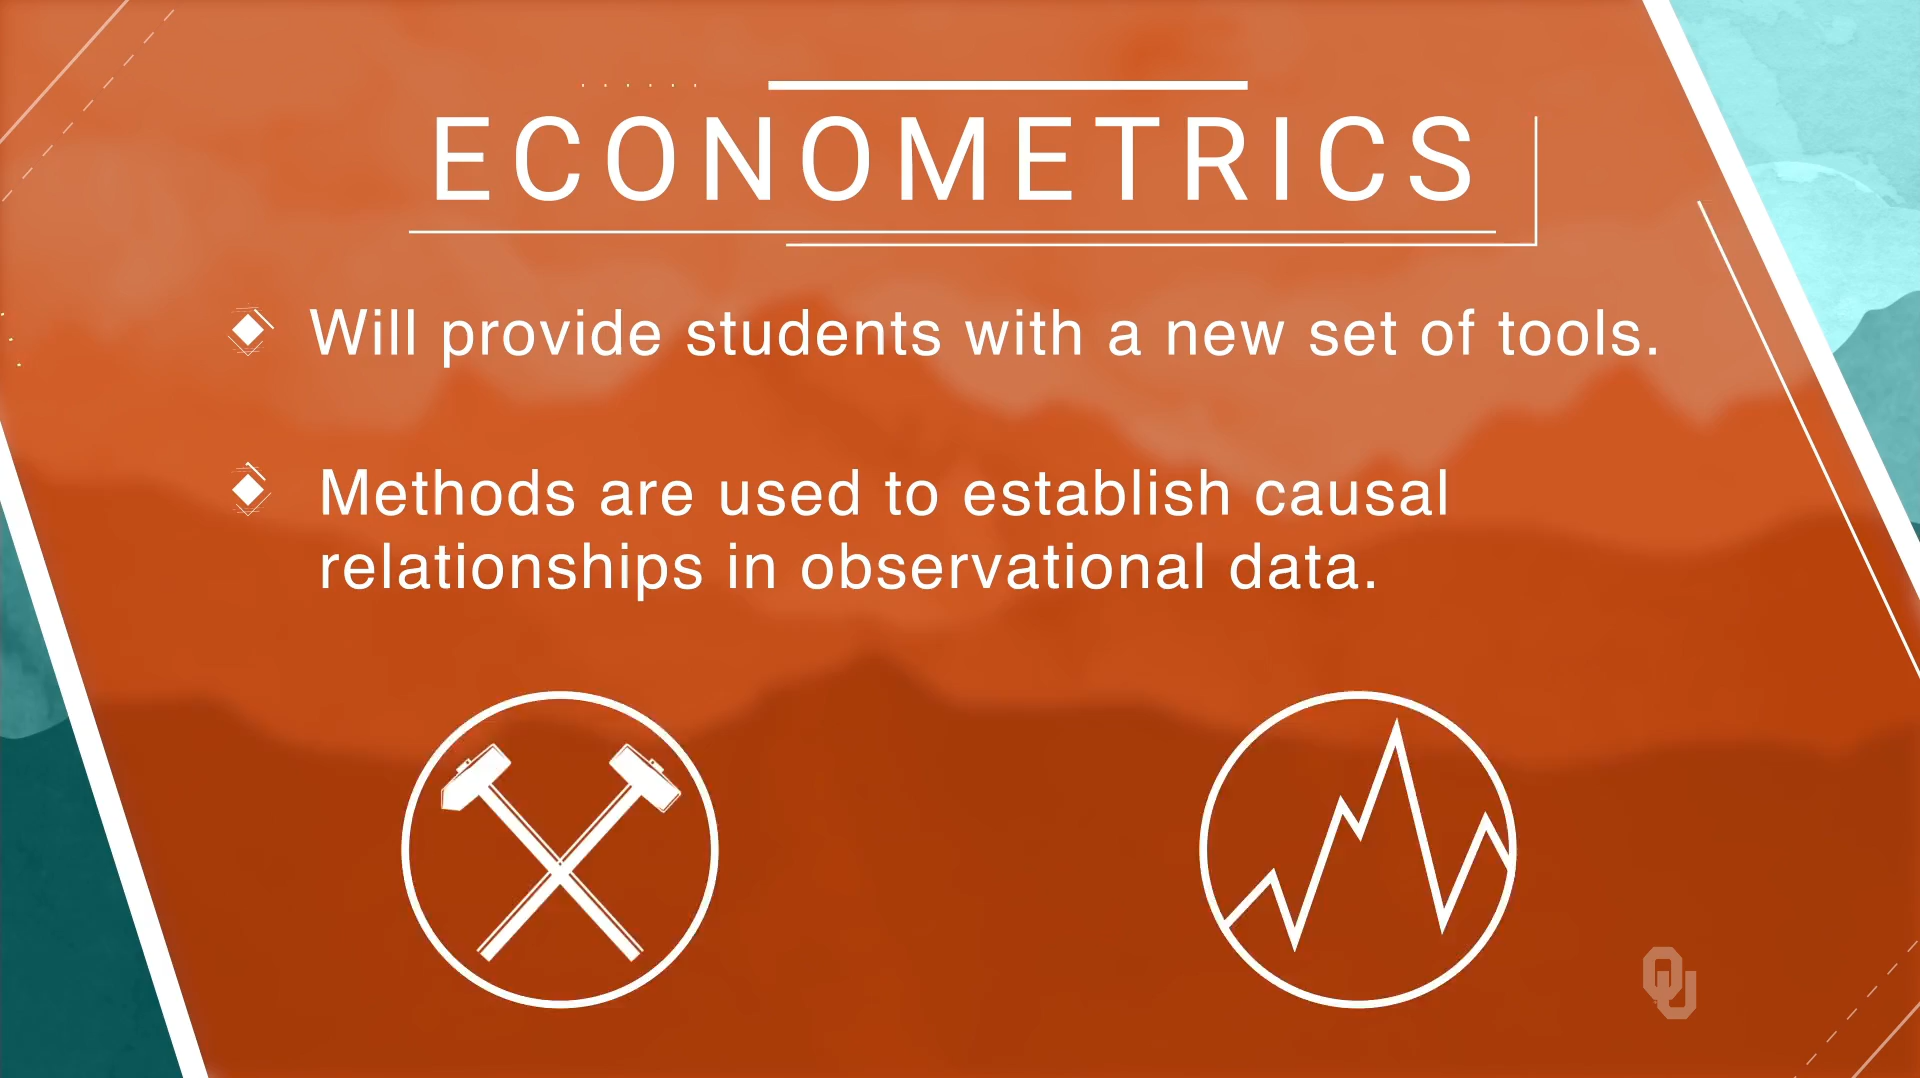 ECONOMETRICS
Will provide students with a new set of tools.
Methods are used to establish causal
relationships in observational data.
OU